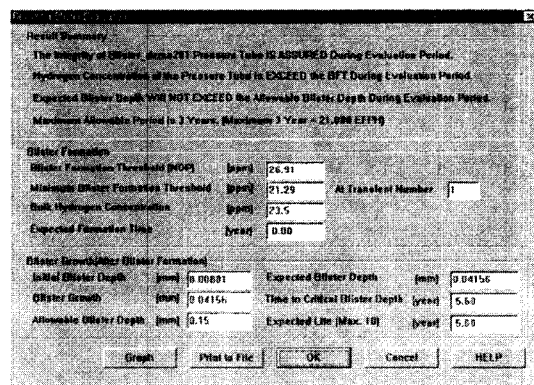 Result Summary
The Integrity of Blister_demo201 Pressure Tube IS ASSURED During Evaluation Period.
Hydrogen Concentration of the Pressure Tube is EXCEED the BFT During Evaluation Period.
Expected Blister Depth WILL NOT EXCEED the Allowable Blister Depth During Evaluation Period.
Maximum Allowable Period is 3 Years. (Maximum 3 Year = 21,000 EFPH)
Blister Formation
Blister Formation Threshold (NOP) [ppm] 26.91
Minimum Blister Formation Threshold [ppm] 21.29 At Transient Number 1
Bulk Hydrogen Concentration [ppm] 23.5
Expected Formation Time [year] 0.00
Blister Growth(After Blister Formation)
Initial Blister Depth [mm] 0.00001 Expected Blister Depth [mm] 0.04156
Blister Growth [mm] 0.04156 Time to Critical Blister Depth [year] 5.60
Allowable Blister Depth [mm] 0.15 Expected Life (Max. 10) [year] 5.60
Graph Print to File OK Cancel HELP